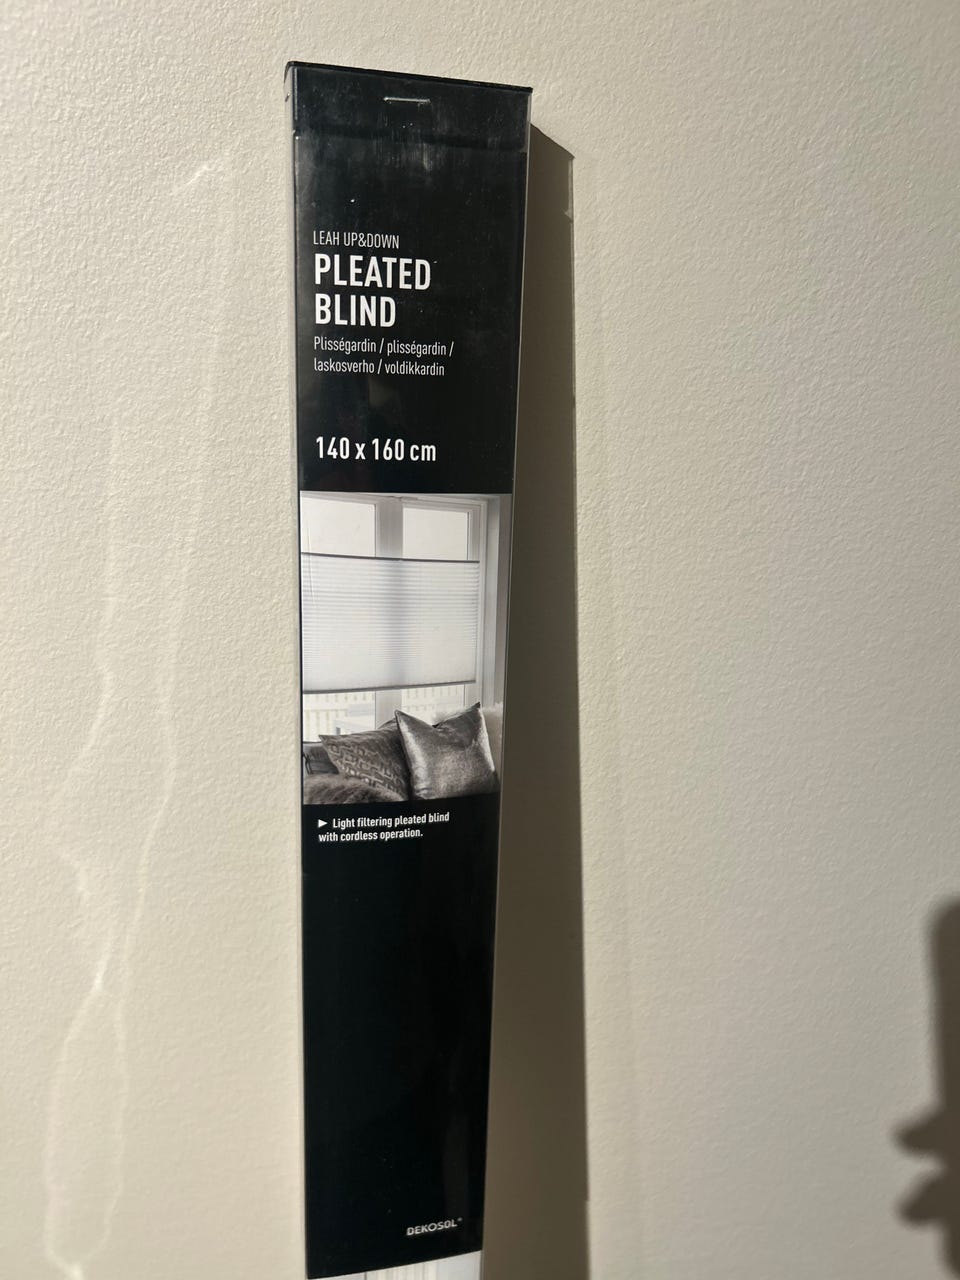 LEAH UP&DOWN
PLEATED
BLIND
Plisségardin / plisségardin /
laskosverho / voldikkardin
140 x 160 cm
► Light filtering pleated blind
with cordless operation.
DEKOSOL®